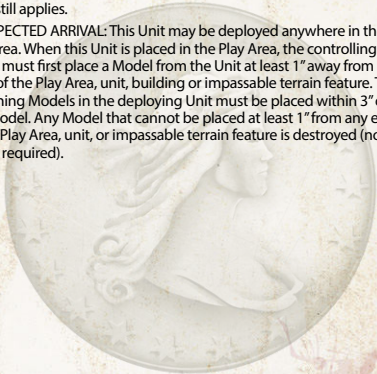 till applies.
PECTED ARRIVAL: This Unit may be deployed anywhere in th
rea. When this Unit is placed in the Play Area, the controlling
must first place a Model from the Unit at least 1" away from
of the Play Area, unit, building or impassable terrain feature. T
ning Models in the deploying Unit must be placed within 3" o
odel. Any Model that cannot be placed at least 1" from any e
Play Area, unit, or impassable terrain feature is destroyed (no
required).